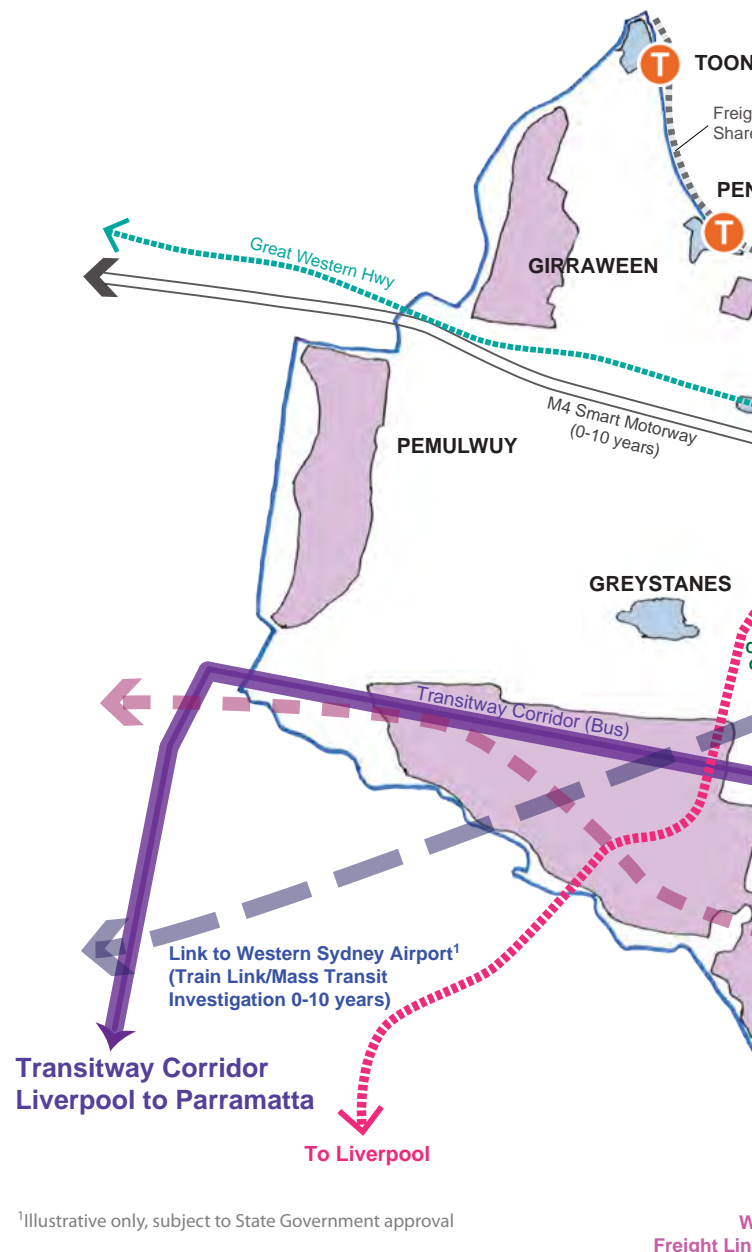 T
TOON
Freig
Share
PEN
T
Great Western Hwy
GIRRAWEEN
M4 Smart Motorway
(0-10 years)
PEMULWUY
GREYSTANES
Transitway Corridor (Bus)
Link to Western Sydney Airport¹
(Train Link/Mass Transit
Investigation 0-10 years)
Transitway Corridor
Liverpool to Parramatta
To Liverpool
¹Illustrative only, subject to State Government approval
W
Freight Lin